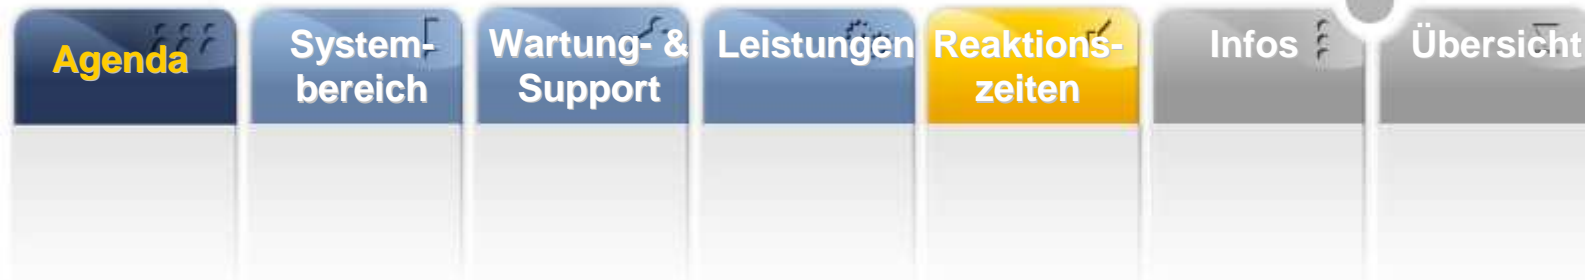 Agenda
System-
bereich
Wartung- &
Support
Leistungen
Reaktions-
zeiten
Infos
Übersicht